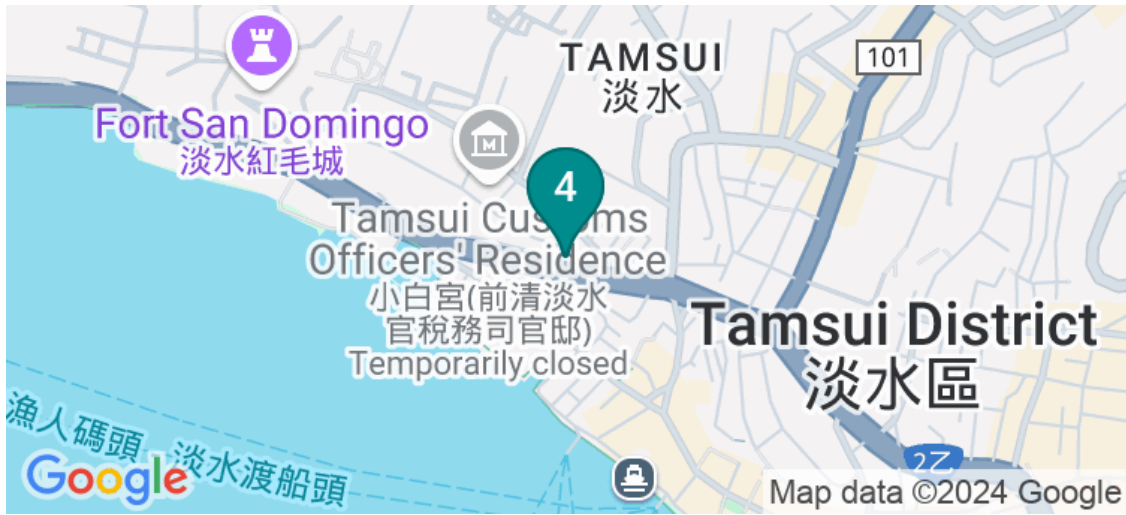 TAMSUI
淡水
101
Fort San Domingo
淡水紅毛城
4
Tamsui Customs
Officers' Residence
小白宮(前清淡水
官稅務司官邸)
Temporarily closed
Tamsui District
淡水區
漁人碼頭 - 淡水渡船頭
2乙
Google
Map data ©2024 Google